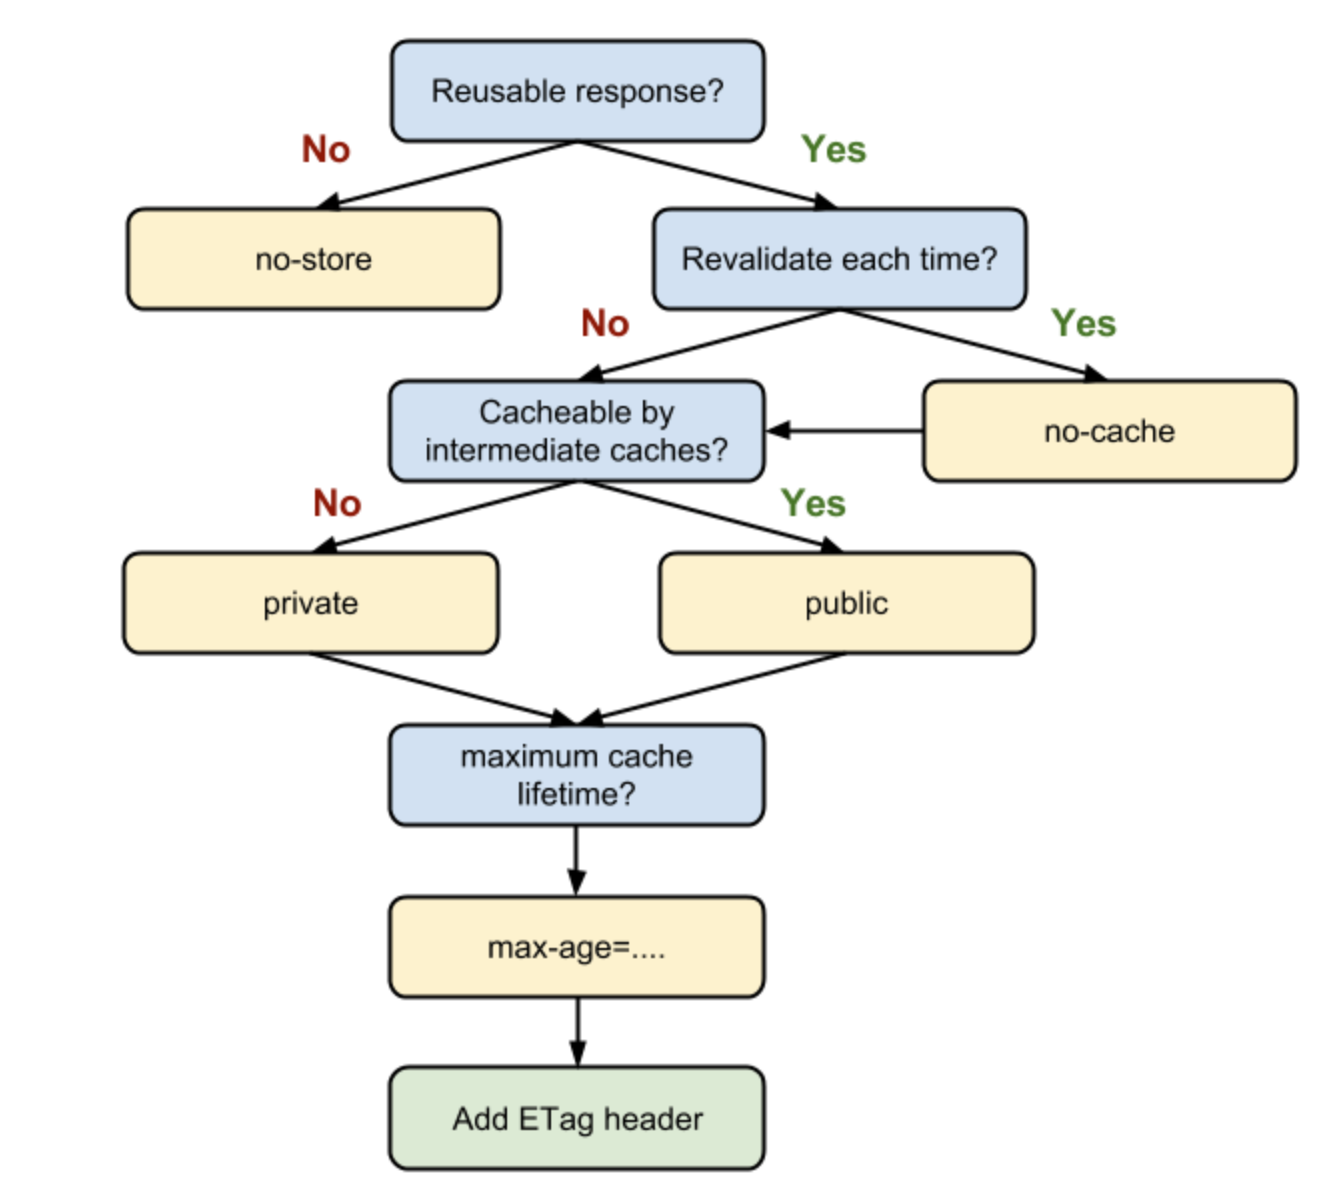 Reusable response?
No
Yes
no-store
Revalidate each time?
No
Yes
Cacheable by
intermediate caches?
no-cache
No
Yes
private
public
maximum cache
lifetime?
max-age=....
Add ETag header